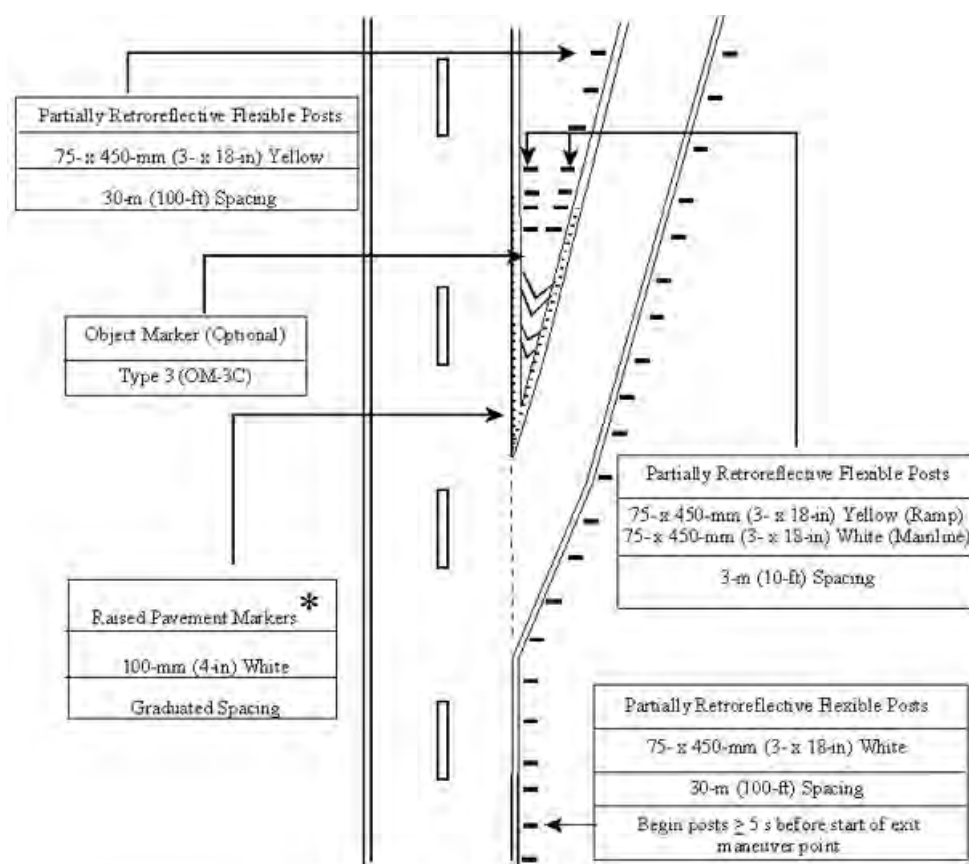 Partially Retroreflective Flexible Posts
75- x 450-mm (3- x 18-in) Yellow
30-m (100-ft) Spacing
Object Marker (Optional)
Type 3 (OM-3C)
Raised Pavement Markers *
100-mm (4-in) White
Graduated Spacing
Partially Retroreflective Flexible Posts
75- x 450-mm (3- x 18-in) Yellow (Ramp)
75- x 450-mm (3- x 18-in) White (Mainline)
3-m (10-ft) Spacing
Partially Retroreflective Flexible Posts
75- x 450-mm (3- x 18-in) White
30-m (100-ft) Spacing
Begin posts ≥ 5 s before start of exit
maneuver point